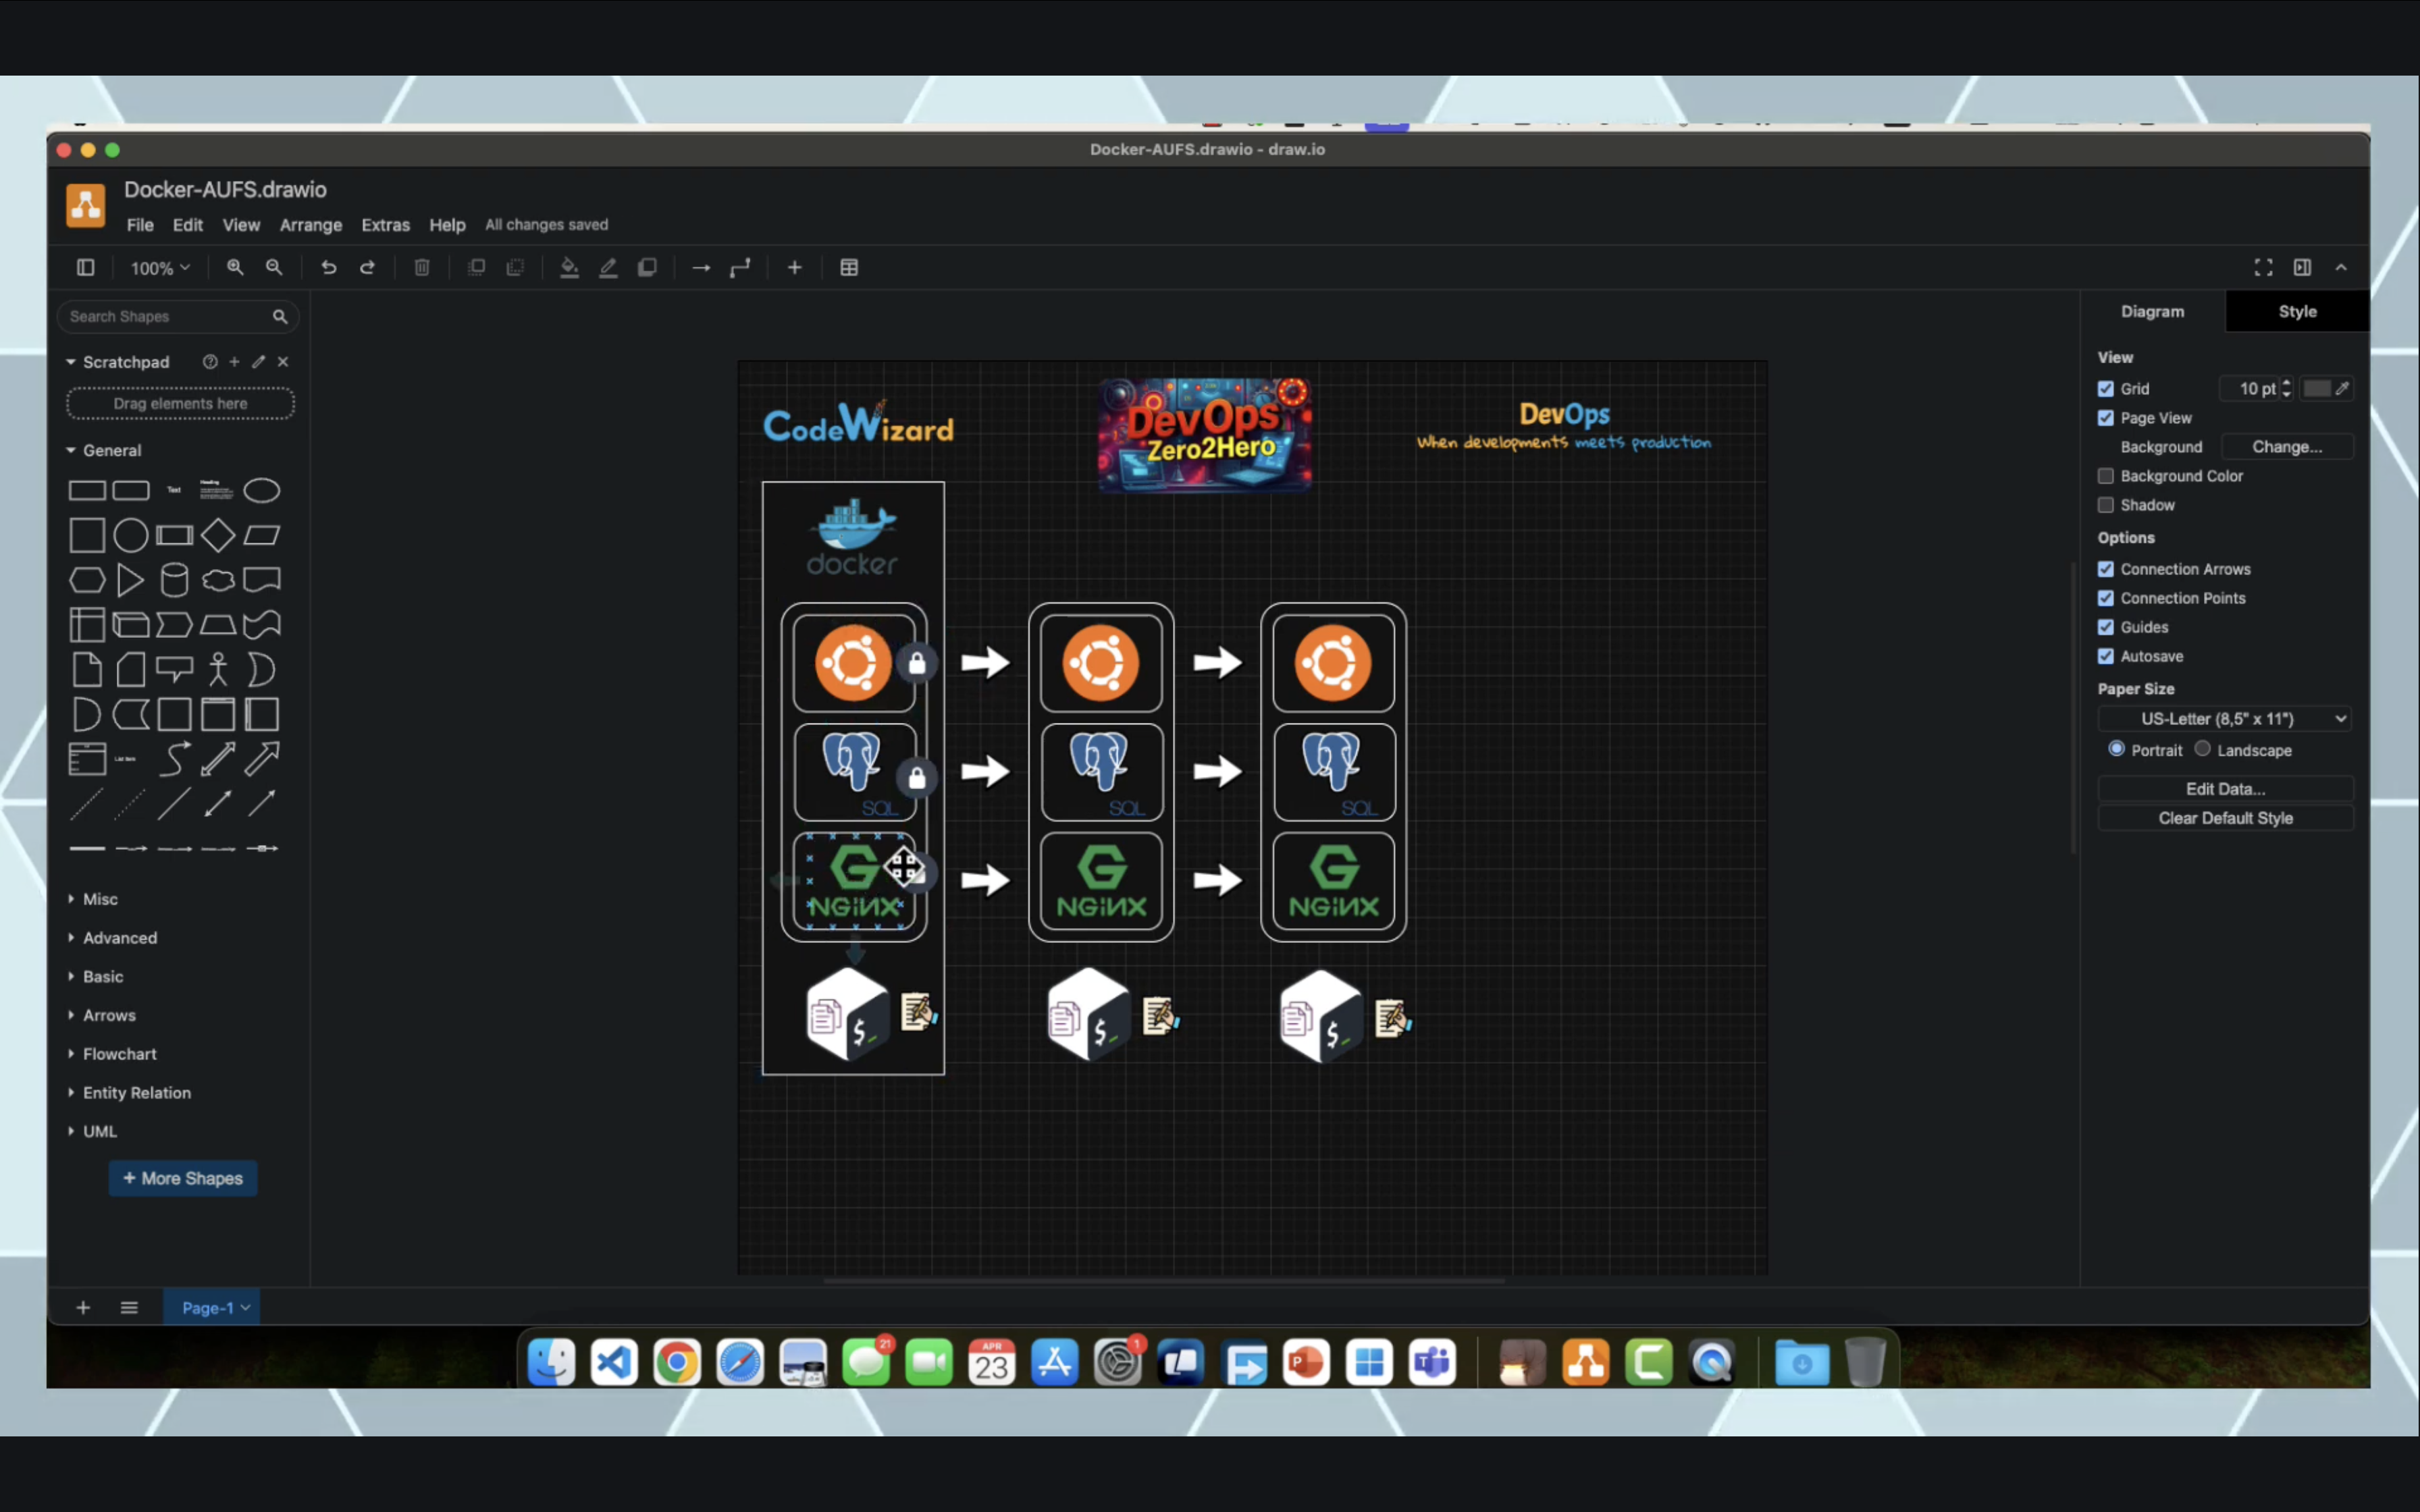 Docker-AUFS.drawio - draw.io
Docker-AUFS.drawio
File Edit View Arrange Extras Help All changes saved
100%
Search Shapes
Scratchpad
Drag elements here
General
Text
Heading
List Item
Misc
Advanced
Basic
Arrows
Flowchart
Entity Relation
UML
+ More Shapes
Page-1
CodeWizard
DevOps
Zero2Hero
DevOps
When developments meets production
docker
SQL
SQL
SQL
NGINX
NGINX
NGINX
$_
$_
$_
Diagram
Style
View
Grid
10 pt
Page View
Background
Change...
Background Color
Shadow
Options
Connection Arrows
Connection Points
Guides
Autosave
Paper Size
US-Letter (8,5" x 11")
Portrait
Landscape
Edit Data...
Clear Default Style
21
APR
23
1
P
T